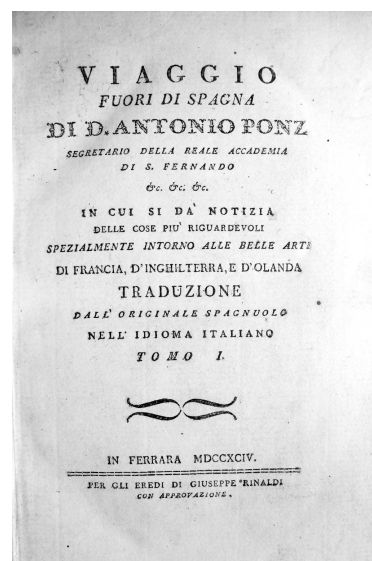 VIAGGIO
FUORI DI SPAGNA
DI D. ANTONIO PONZ
SEGRETARIO DELLA REALE ACCADEMIA
DI S. FERNANDO
&c. &c. &c.
IN CUI SI DA' NOTIZIA
DELLE COSE PIU' RIGUARDEVOLI
SPEZIALMENTE INTORNO ALLE BELLE ARTI
DI FRANCIA, D'INGHILTERRA, E D'OLANDA
TRADUZIONE
DALL' ORIGINALE SPAGNUOLO
NELL' IDIOMA ITALIANO
TOMO I.
IN FERRARA MDCCXCIV.
PER GLI EREDI DI GIUSEPPE RINALDI
CON APPROVAZIONE.